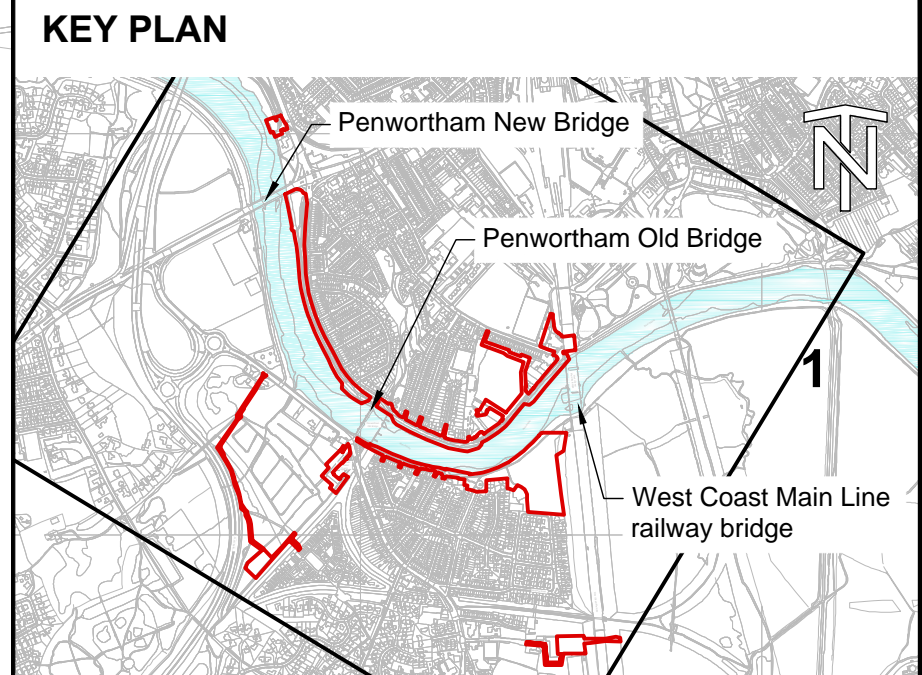 KEY PLAN
Penwortham New Bridge
N
Penwortham Old Bridge
1
West Coast Main Line
railway bridge